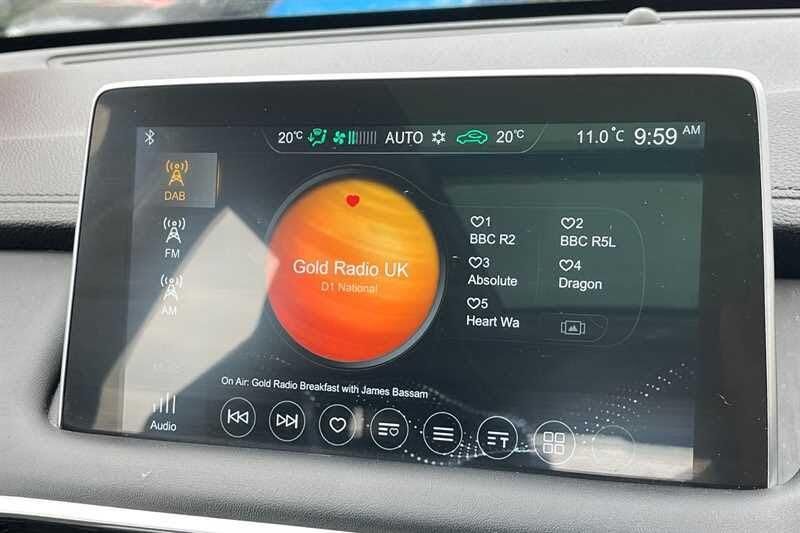 20°C AUTO 20°C 11.0°C 9:59 AM
DAB
FM
AM
Audio
Gold Radio UK
D1 National
1
BBC R2
2
BBC R5L
3
Absolute
4
Dragon
5
Heart Wa
On Air: Gold Radio Breakfast with James Bassam
T